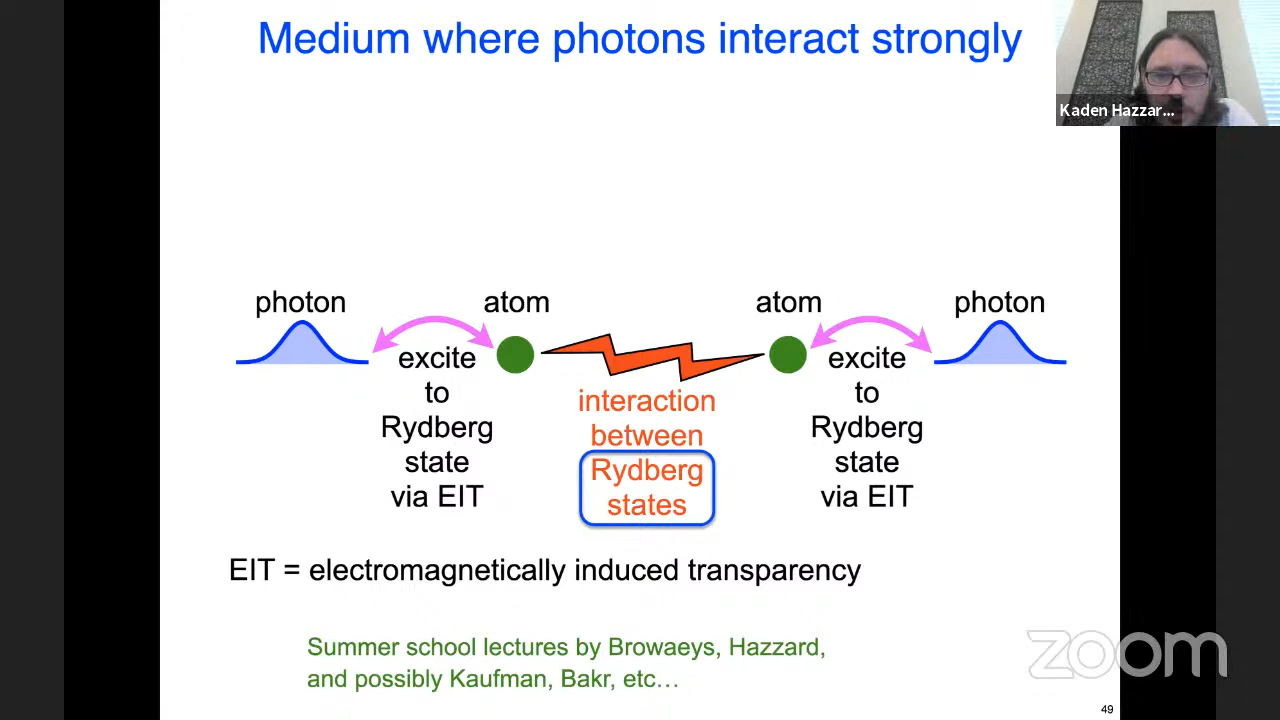 Medium where photons interact strongly
Kaden Hazzar...
photon
atom
atom
photon
excite
to
Rydberg
state
via EIT
interaction
between
Rydberg
states
excite
to
Rydberg
state
via EIT
EIT = electromagnetically induced transparency
Summer school lectures by Browaeys, Hazzard,
and possibly Kaufman, Bakr, etc…
zoom
49